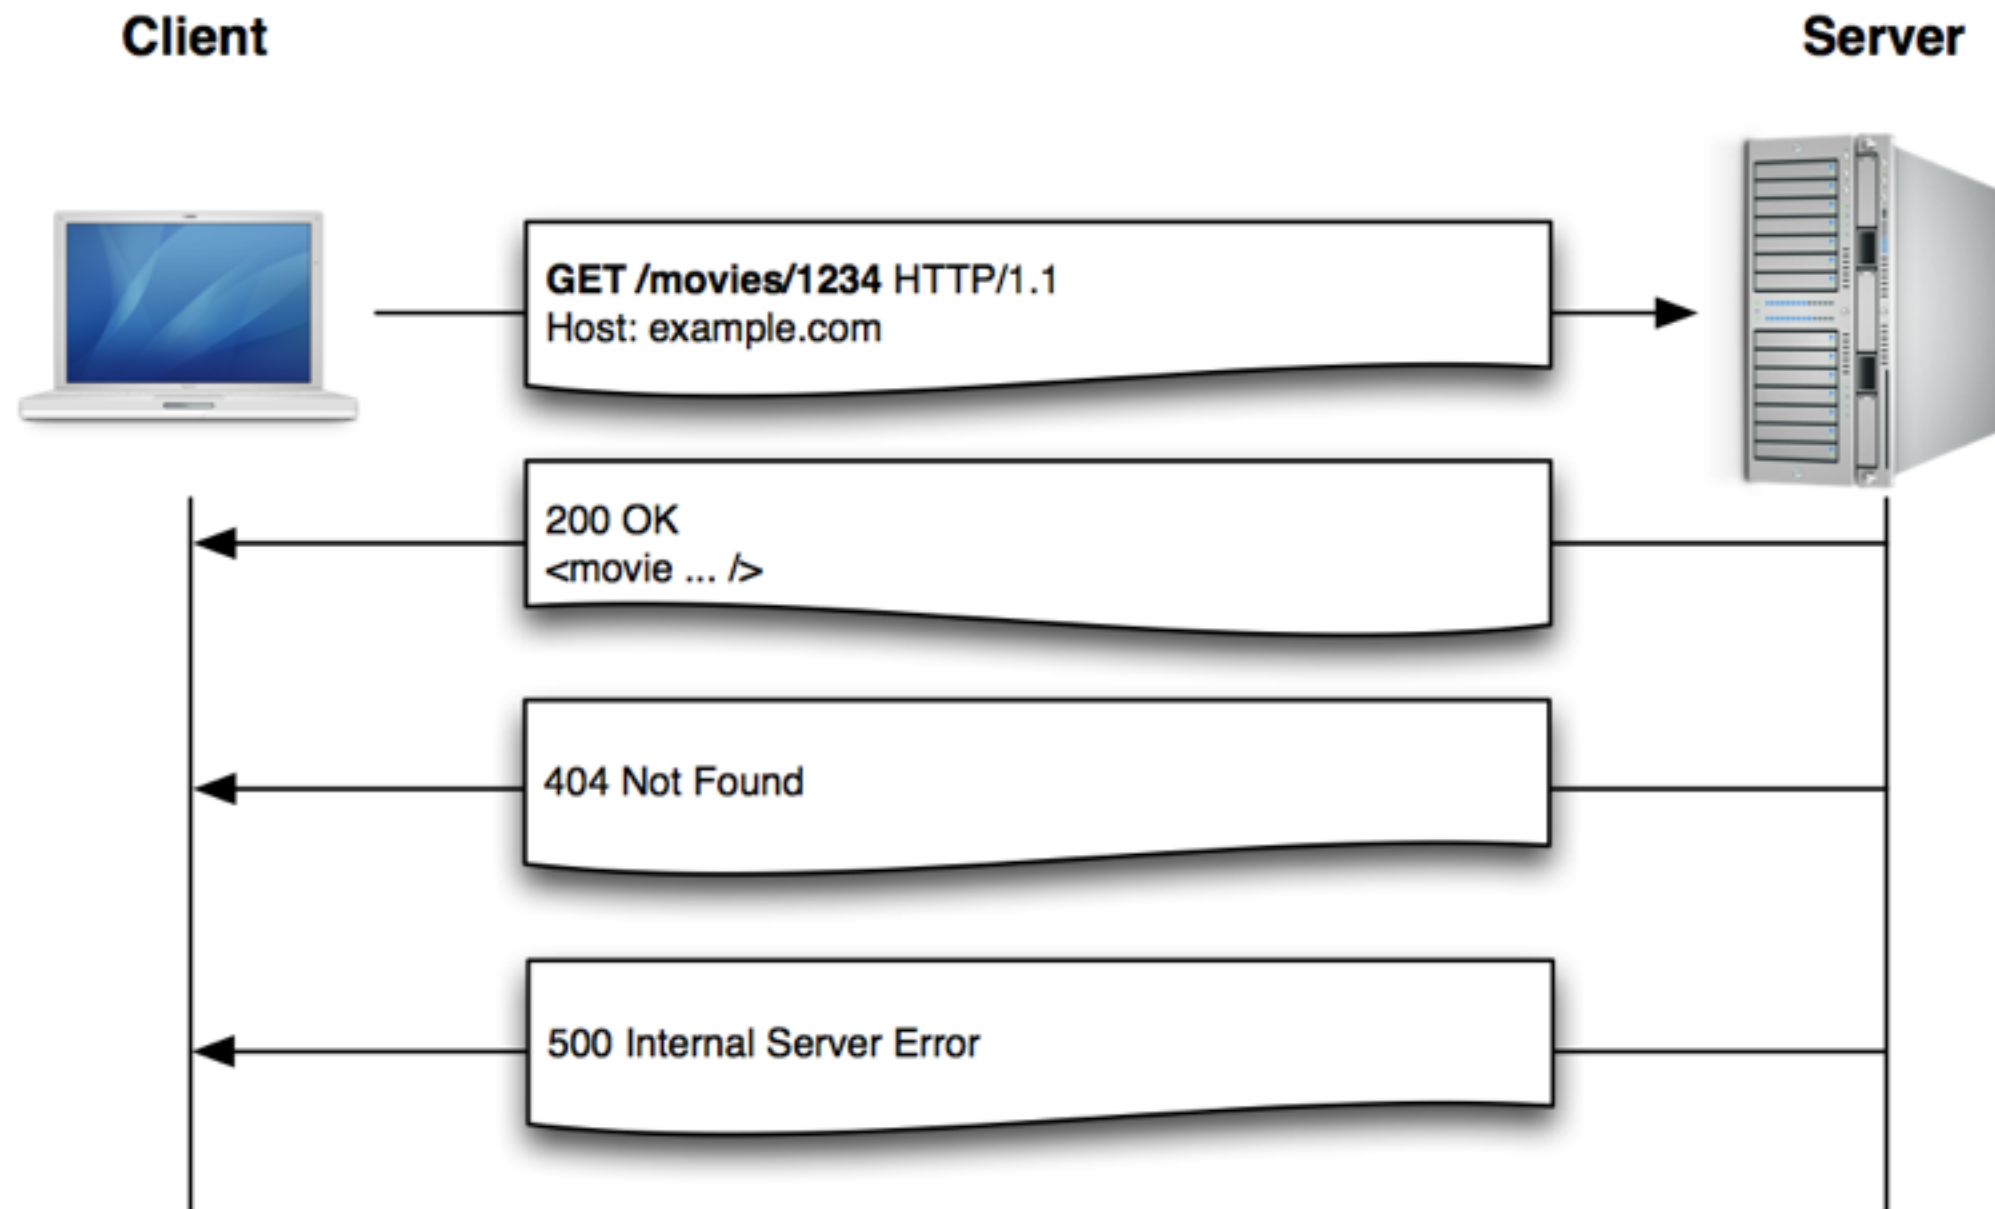 Client
Server
GET /movies/1234 HTTP/1.1
Host: example.com
200 OK
<movie ... />
404 Not Found
500 Internal Server Error